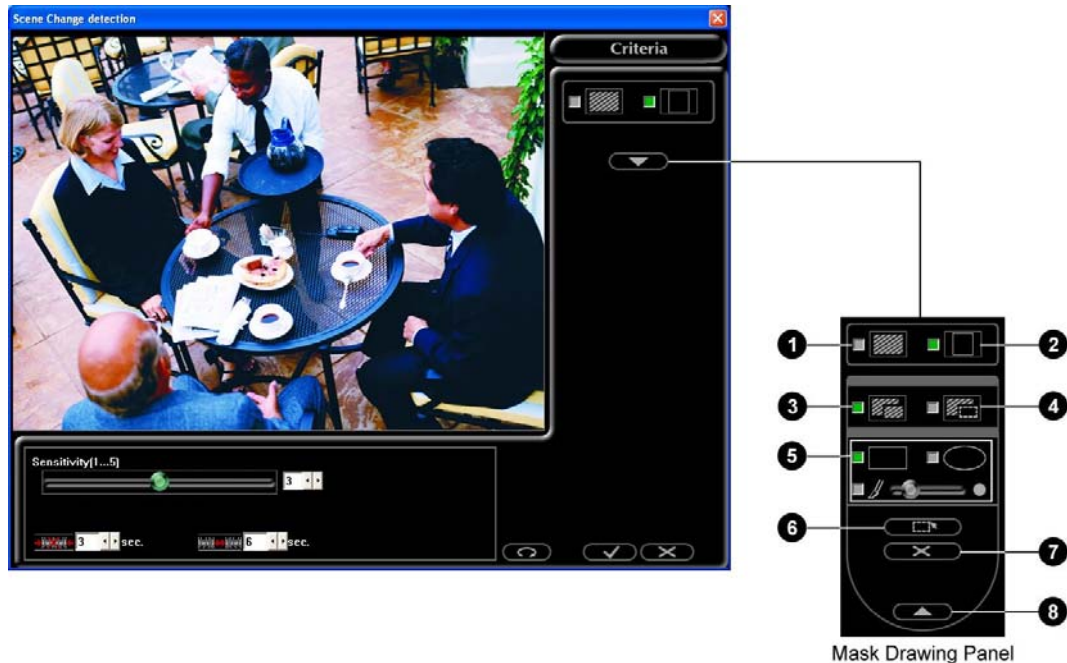 Scene Change detection
Criteria
Sensitivity(1...5)
3
3 sec.
6 sec.
1
2
3
4
5
6
7
8
Mask Drawing Panel